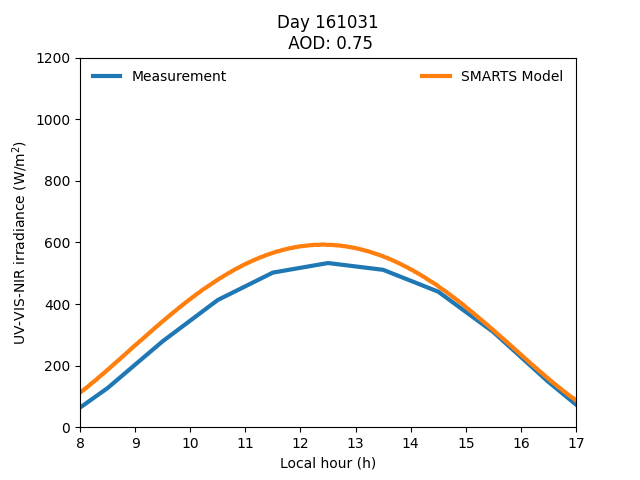 Day 161031
AOD: 0.75
Measurement
SMARTS Model
UV-VIS-NIR irradiance (W/m²)
1200
1000
800
600
400
200
0
8 9 10 11 12 13 14 15 16 17
Local hour (h)